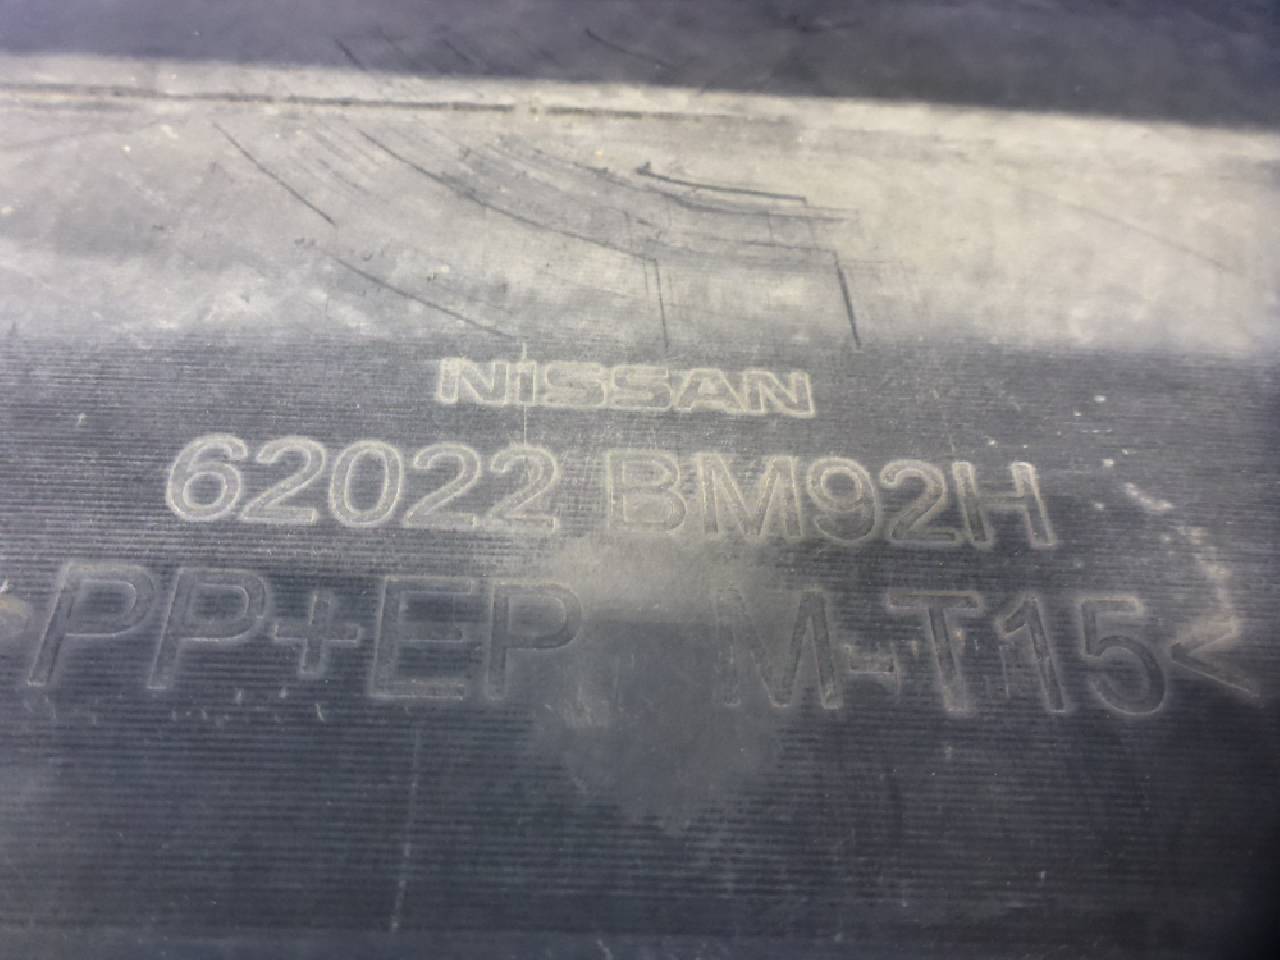 NISSAN
62022 BM92H
>PP+EP M-T15<